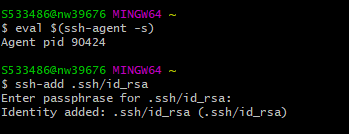 S533486@nw39676 MINGW64 ~
$ eval $(ssh-agent -s)
Agent pid 90424
S533486@nw39676 MINGW64 ~
$ ssh-add .ssh/id_rsa
Enter passphrase for .ssh/id_rsa:
Identity added: .ssh/id_rsa (.ssh/id_rsa)